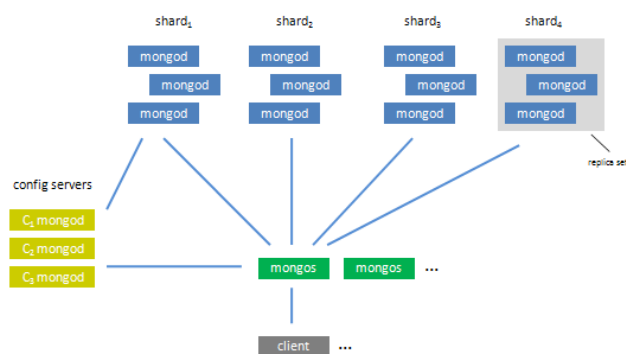 shard₁ shard₂ shard₃ shard₄
mongod mongod mongod mongod
mongod mongod mongod mongod
mongod mongod mongod mongod
replica set
config servers
C₁ mongod
C₂ mongod
C₃ mongod
mongos mongos ...
client ...